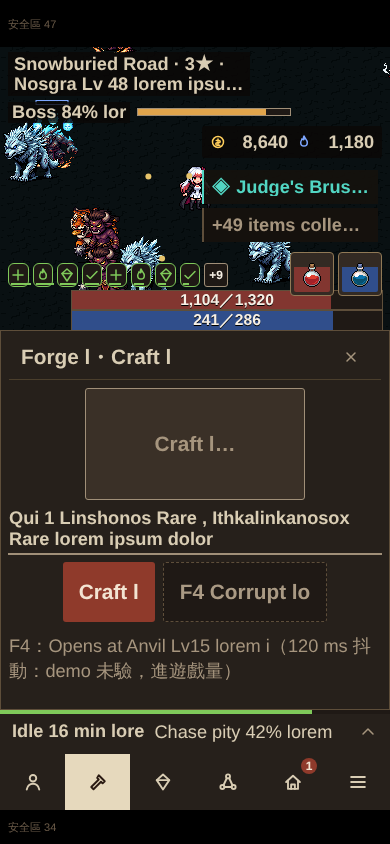 安全區 47
Snowburied Road · 3★ ·
Nosgra Lv 48 lorem ipsu…
Boss 84% lor
8,640 1,180
◈ Judge's Brus…
+49 items colle…
+9
1,104／1,320
241／286
Forge l · Craft l ×
Craft l…
Qui 1 Linshonos Rare , Ithkalinkanosox
Rare lorem ipsum dolor
Craft l F4 Corrupt lo
F4：Opens at Anvil Lv15 lorem i（120 ms 抖
動：demo 未驗，進遊戲量）
Idle 16 min lore Chase pity 42% lorem
1
安全區 34